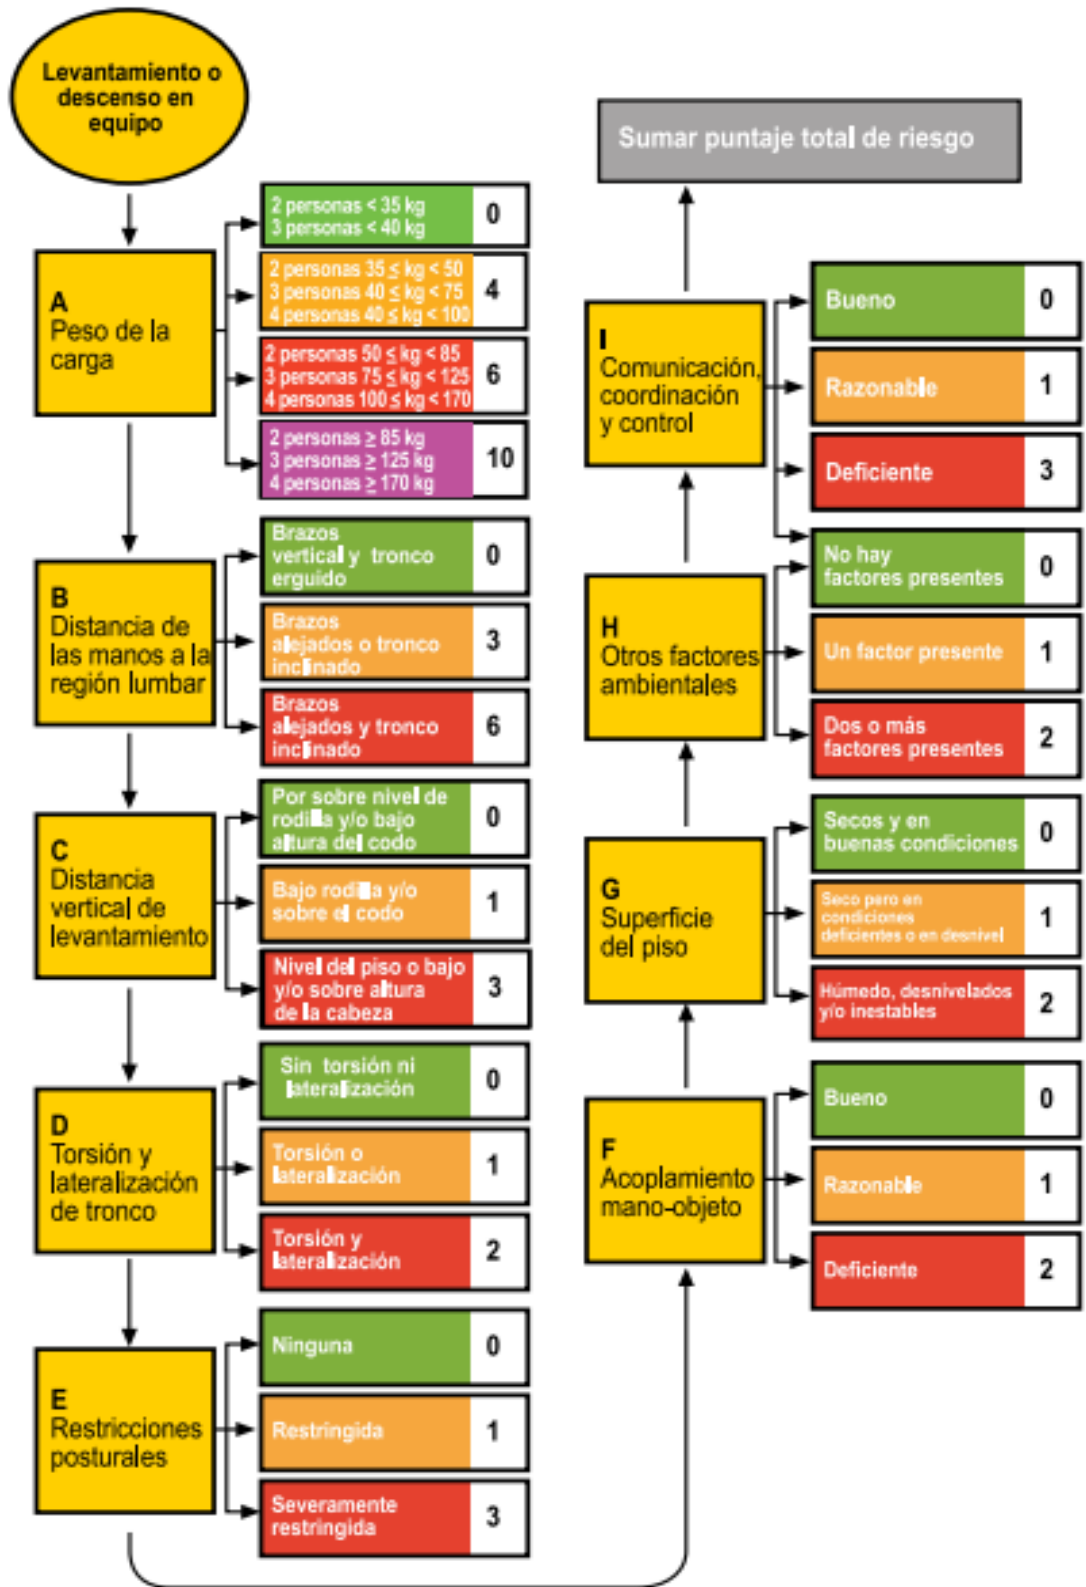 Levantamiento o
descenso en
equipo
A
Peso de la
carga
2 personas < 35 kg
3 personas < 40 kg
0
2 personas 35 ≤ kg < 50
3 personas 40 ≤ kg < 75
4 personas 40 ≤ kg < 100
4
2 personas 50 ≤ kg < 85
3 personas 75 ≤ kg < 125
4 personas 100 ≤ kg < 170
6
2 personas ≥ 85 kg
3 personas ≥ 125 kg
4 personas ≥ 170 kg
10
B
Distancia de
las manos a la
región lumbar
Brazos
vertical y tronco
erguido
0
Brazos
alejados o tronco
inclinado
3
Brazos
alejados y tronco
inclinado
6
C
Distancia
vertical de
levantamiento
Por sobre nivel de
rodilla y/o bajo
altura del codo
0
Bajo rodilla y/o
sobre el codo
1
Nivel del piso o bajo
y/o sobre altura
de la cabeza
3
D
Torsión y
lateralización
de tronco
Sin torsión ni
lateralización
0
Torsión o
lateralización
1
Torsión y
lateralización
2
E
Restricciones
posturales
Ninguna
0
Restringida
1
Severamente
restringida
3
F
Acoplamiento
mano-objeto
Bueno
0
Razonable
1
Deficiente
2
G
Superficie
del piso
Secos y en
buenas condiciones
0
Seco pero en
condiciones
deficientes o en desnivel
1
Húmedo, desnivelados
y/o inestables
2
H
Otros factores
ambientales
No hay
factores presentes
0
Un factor presente
1
Dos o más
factores presentes
2
I
Comunicación,
coordinación
y control
Bueno
0
Razonable
1
Deficiente
3
Sumar puntaje total de riesgo